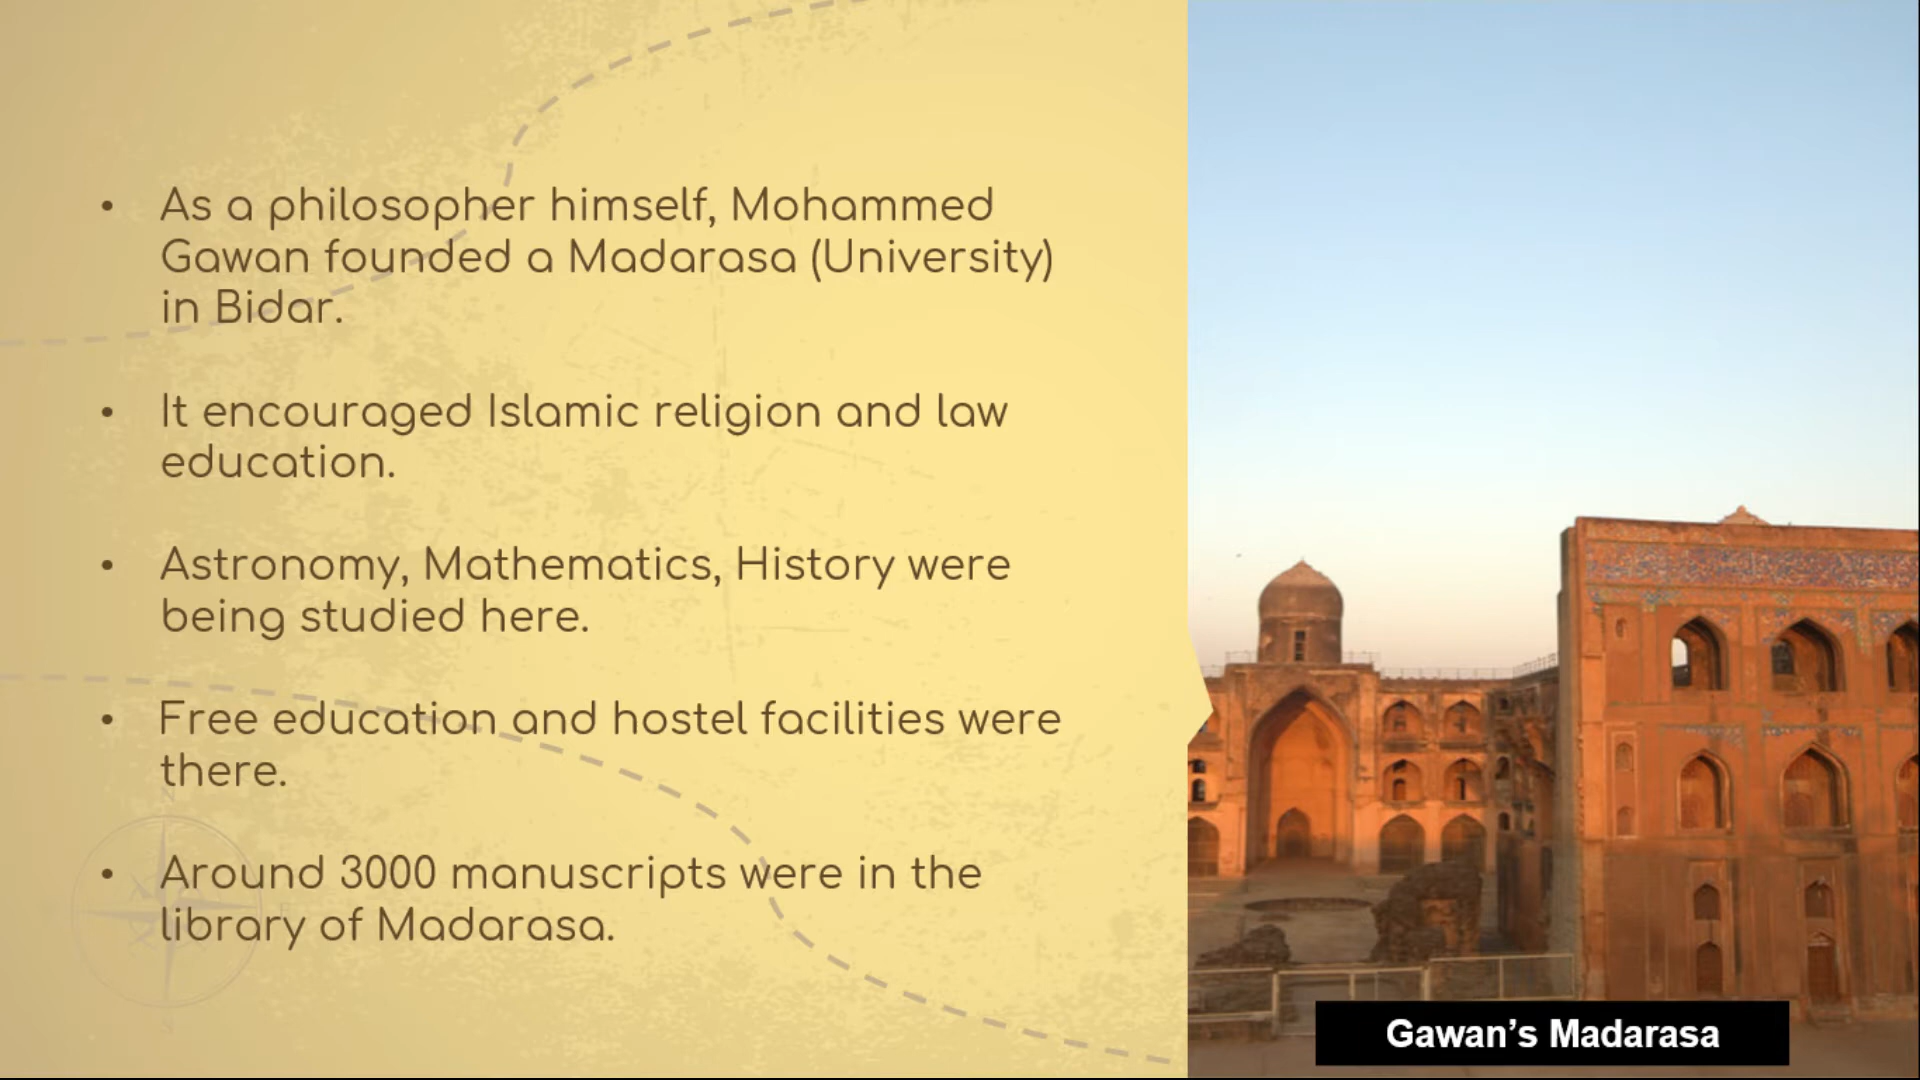 • As a philosopher himself, Mohammed
Gawan founded a Madarasa (University)
in Bidar.
• It encouraged Islamic religion and law
education.
• Astronomy, Mathematics, History were
being studied here.
• Free education and hostel facilities were
there.
• Around 3000 manuscripts were in the
library of Madarasa.
Gawan’s Madarasa